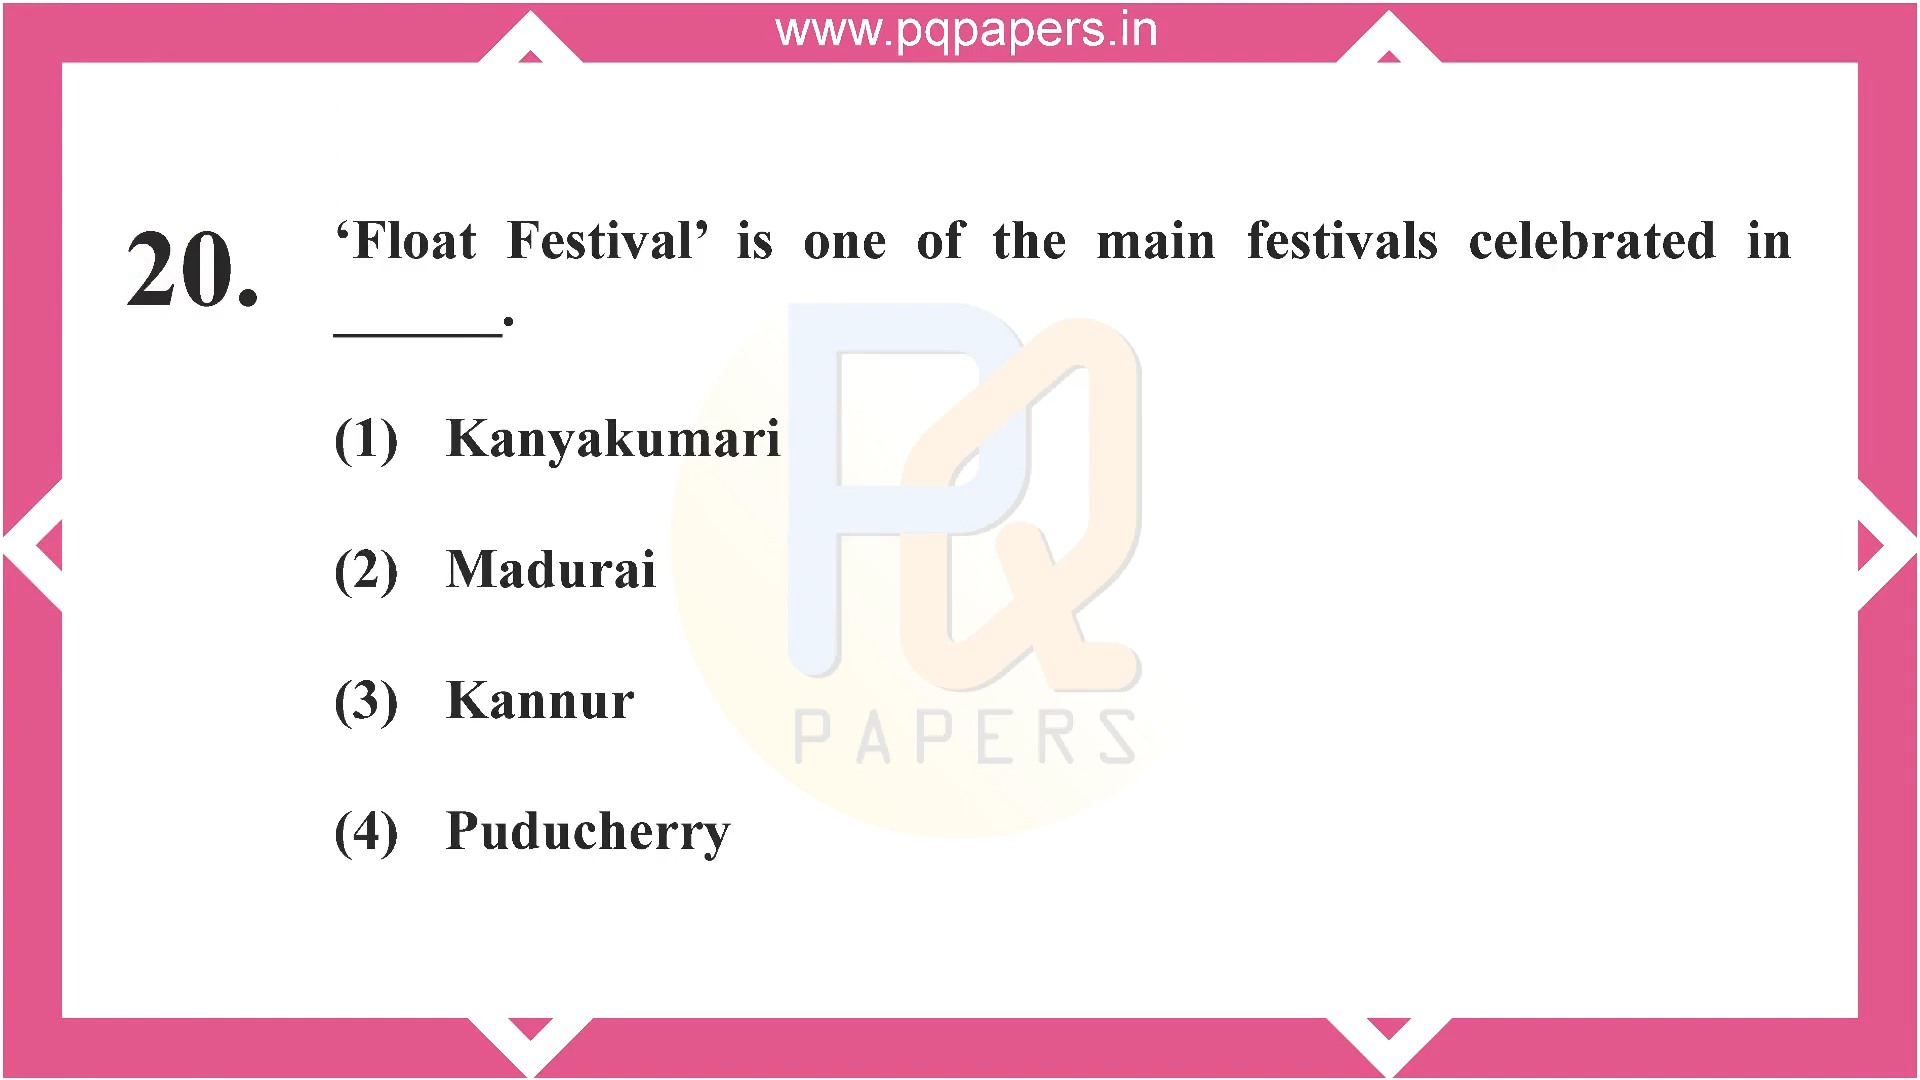 www.pqpapers.in
20. ‘Float Festival’ is one of the main festivals celebrated in
______.
(1) Kanyakumari
(2) Madurai
(3) Kannur
(4) Puducherry
PQ
PAPERS